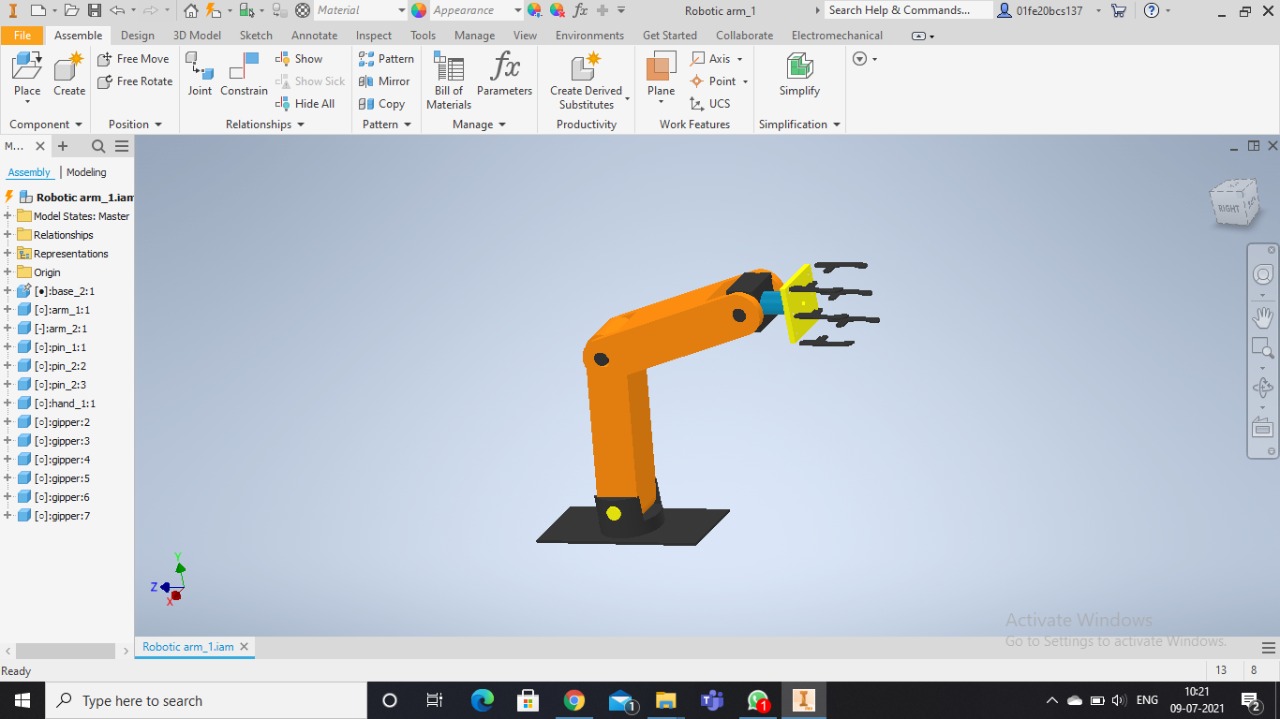 Material
Appearance
fx
Robotic arm_1
Search Help & Commands...
01fe20bcs137
File Assemble Design 3D Model Sketch Annotate Inspect Tools Manage View Environments Get Started Collaborate Electromechanical
Free Move
Show
Pattern
Axis
Free Rotate
Show Sick
Mirror
Point
Place Create Joint Constrain
Hide All
Copy
Bill of Materials
fx
Parameters
Create Derived Substitutes
Plane
UCS
Simplify
Component Position Relationships Pattern Manage Productivity Work Features Simplification
M...
Assembly Modeling
Robotic arm_1.iam
Model States: Master
Relationships
Representations
Origin
[●]:base_2:1
[○]:arm_1:1
[-]:arm_2:1
[○]:pin_1:1
[○]:pin_2:2
[○]:pin_2:3
[○]:hand_1:1
[○]:gipper:2
[○]:gipper:3
[○]:gipper:4
[○]:gipper:5
[○]:gipper:6
[○]:gipper:7
RIGHT
Y
Z
X
Activate Windows
Go to Settings to activate Windows.
Robotic arm_1.iam
Ready
13 8
Type here to search
1
1
ENG
10:21
09-07-2021
2